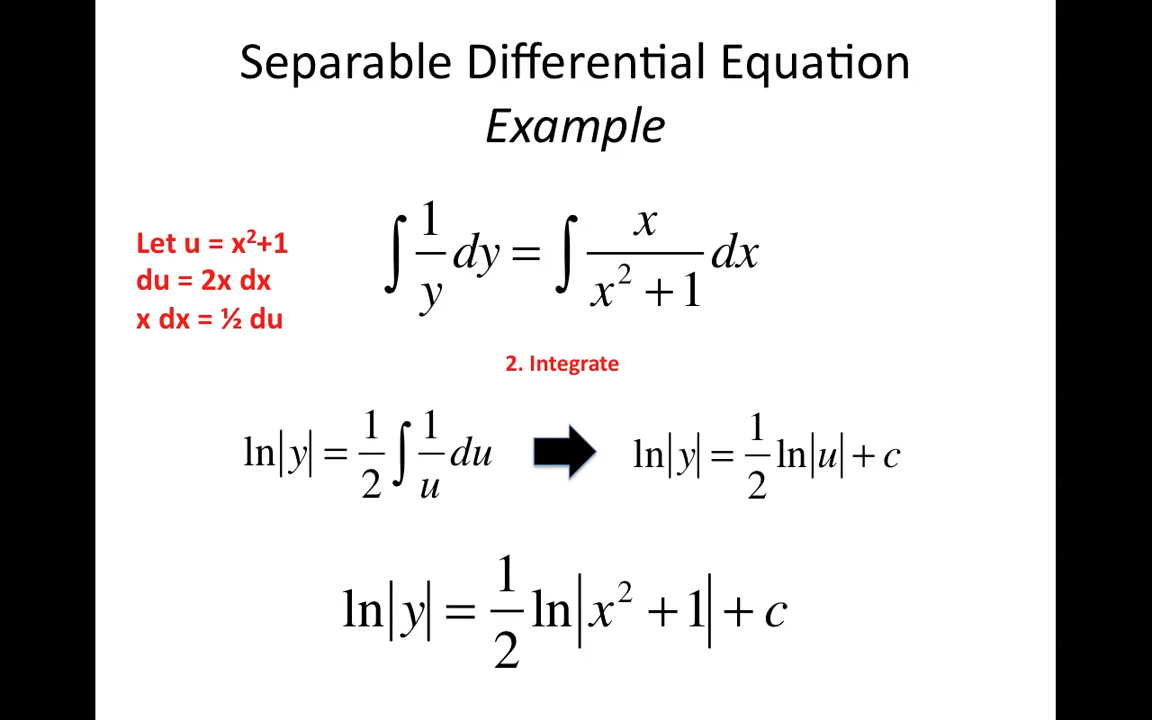 Separable Differential Equation
Example
Let u = x²+1
du = 2x dx
x dx = ½ du
∫ 1/y dy = ∫ x/(x² + 1) dx
2. Integrate
ln|y| = 1/2 ∫ 1/u du
ln|y| = 1/2 ln|u| + c
ln|y| = 1/2 ln|x² + 1| + c